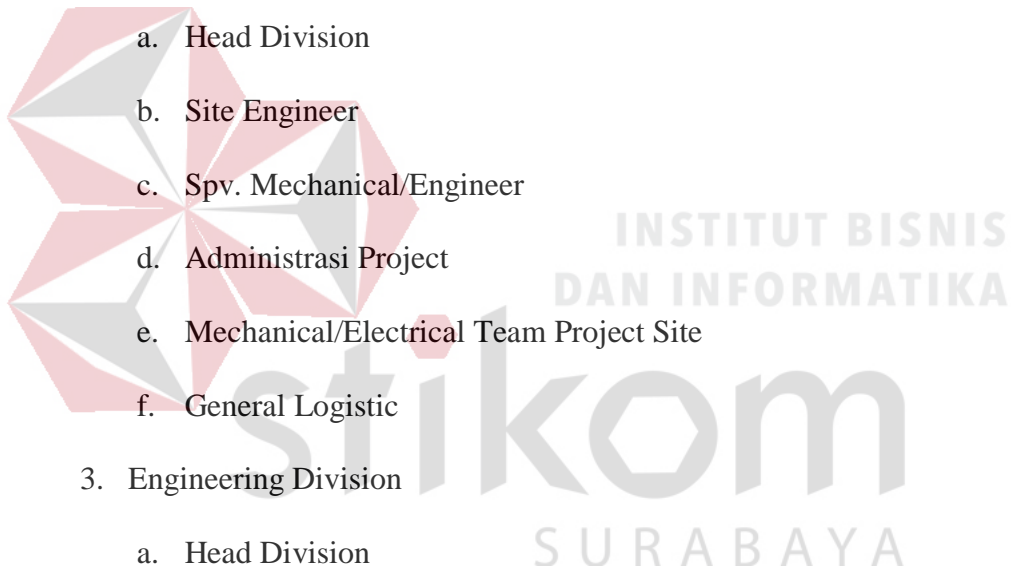 a. Head Division
b. Site Engineer
c. Spv. Mechanical/Engineer
INSTITUT BISNIS
d. Administrasi Project
DAN INFORMATIKA
e. Mechanical/Electrical Team Project Site
stikom
f. General Logistic
3. Engineering Division
SURABAYA
a. Head Division